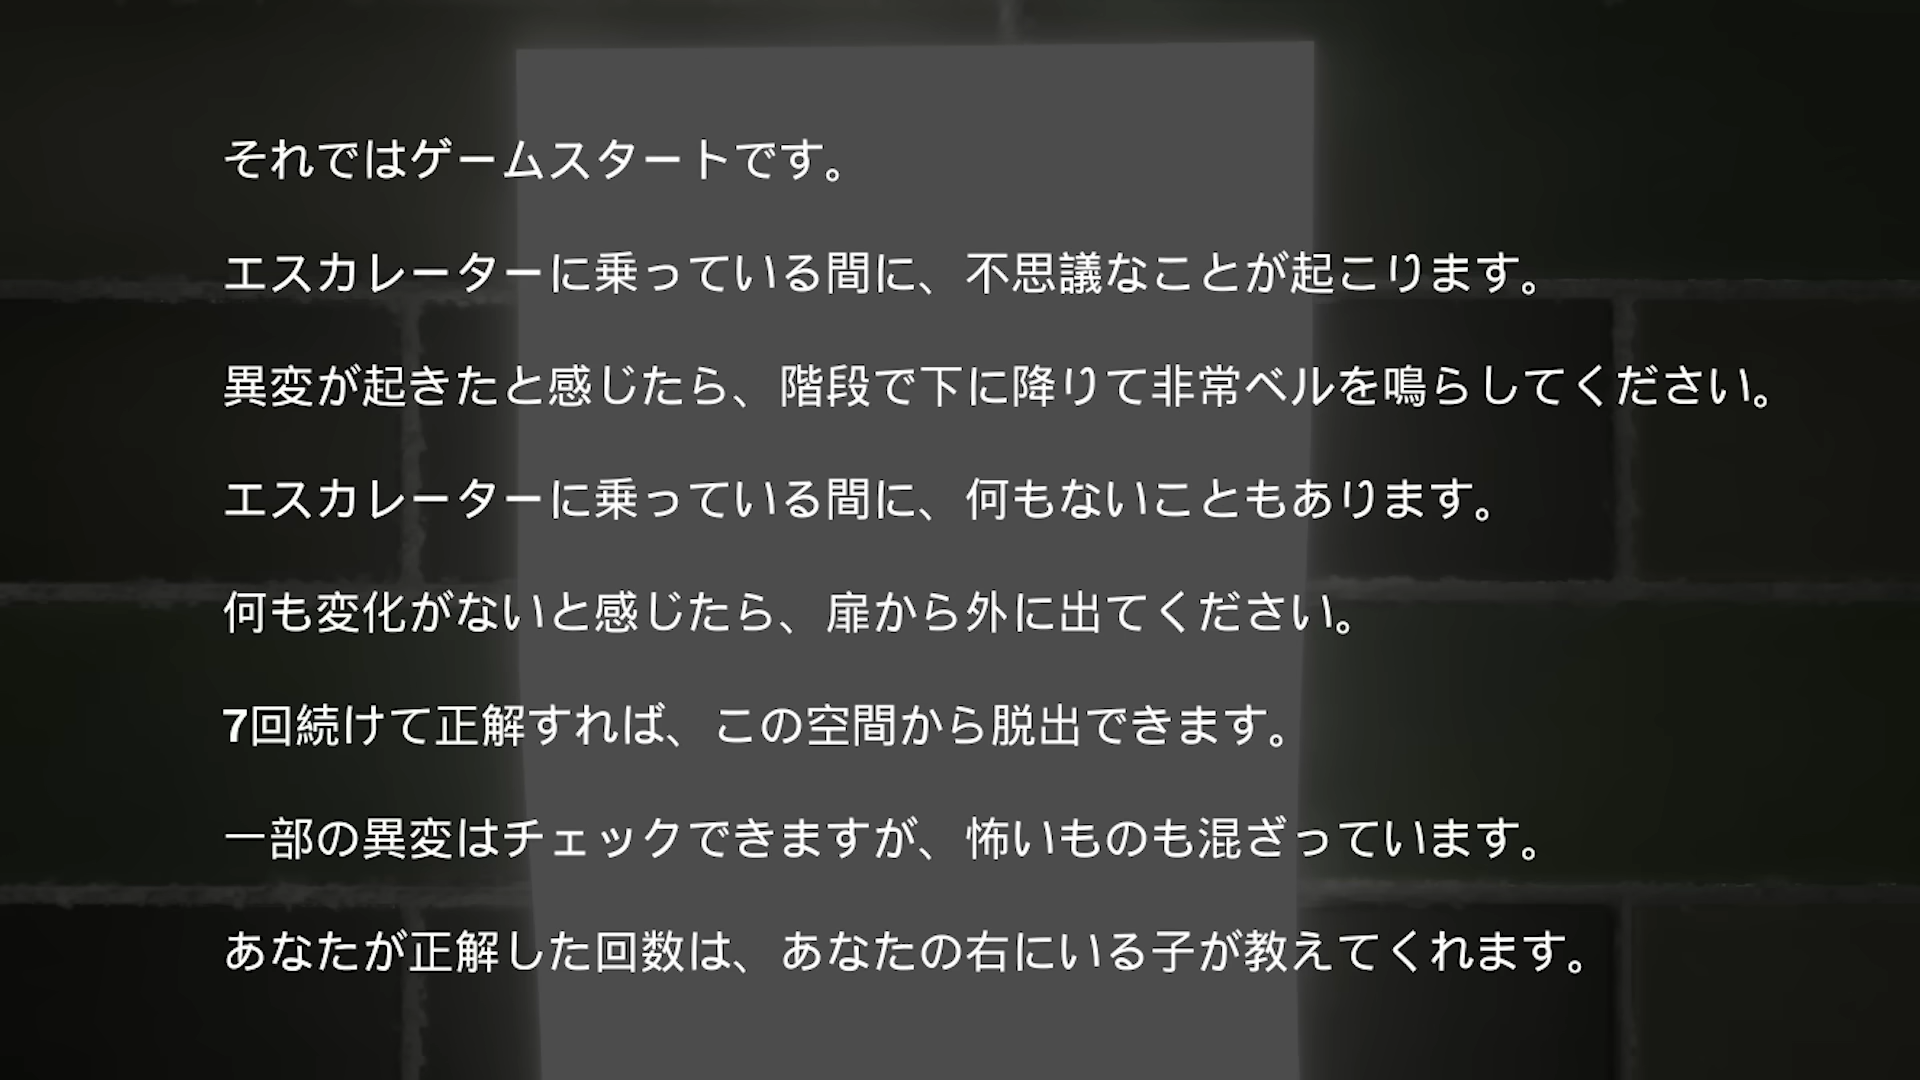 それではゲームスタートです。
エスカレーターに乗っている間に、不思議なことが起こります。
異変が起きたと感じたら、階段で下に降りて非常ベルを鳴らしてください。
エスカレーターに乗っている間に、何もないこともあります。
何も変化がないと感じたら、扉から外に出てください。
7回続けて正解すれば、この空間から脱出できます。
一部の異変はチェックできますが、怖いものも混ざっています。
あなたが正解した回数は、あなたの右にいる子が教えてくれます。